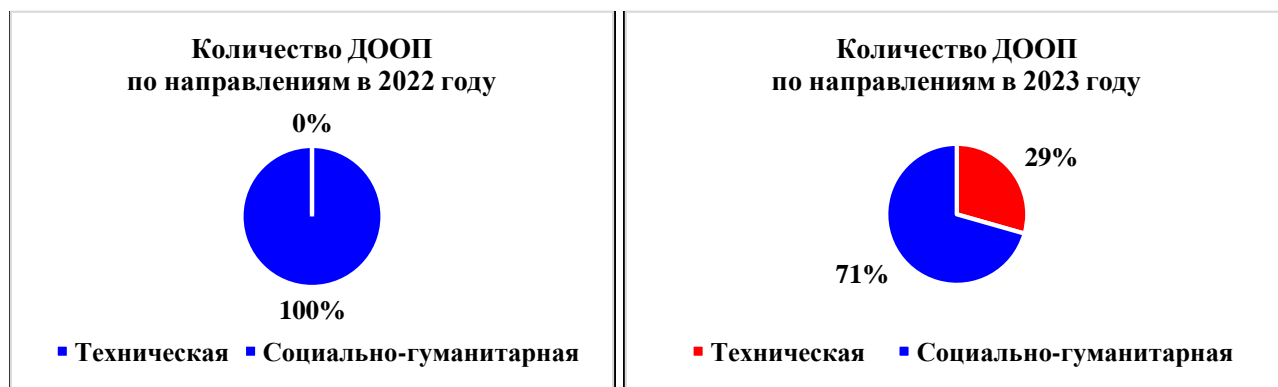 Количество ДООП
по направлениям в 2022 году
0%
100%
Техническая Социально-гуманитарная
Количество ДООП
по направлениям в 2023 году
29%
71%
Техническая Социально-гуманитарная